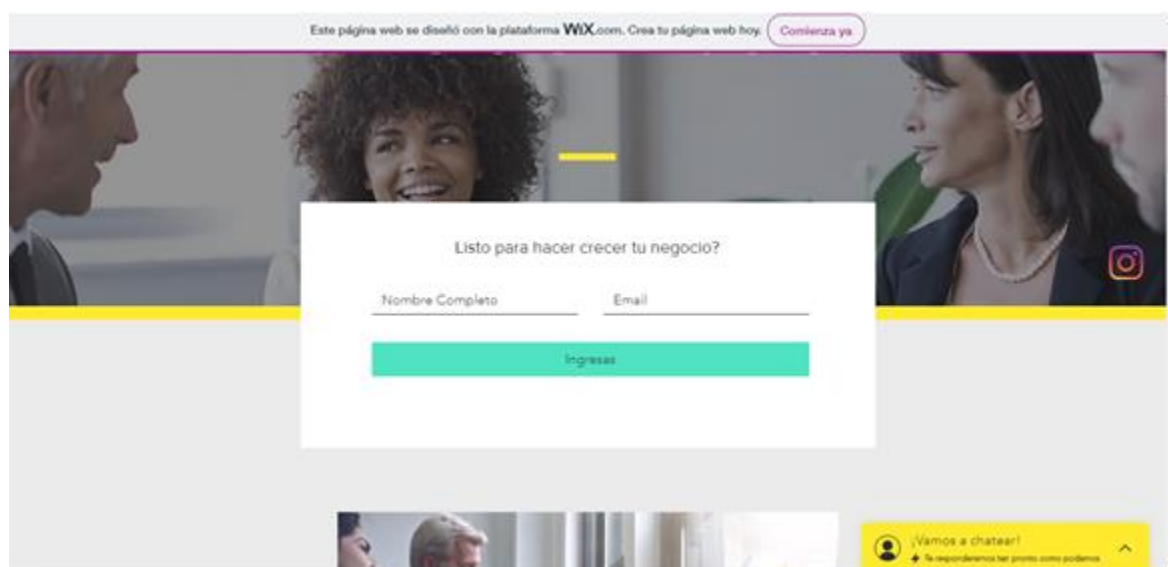 Este página web se diseñó con la plataforma WiX.com. Crea tu página web hoy. Comienza ya
Listo para hacer crecer tu negocio?
Nombre Completo Email
Ingresas
¡Vamos a chatear!
Te responderemos tan pronto como podamos